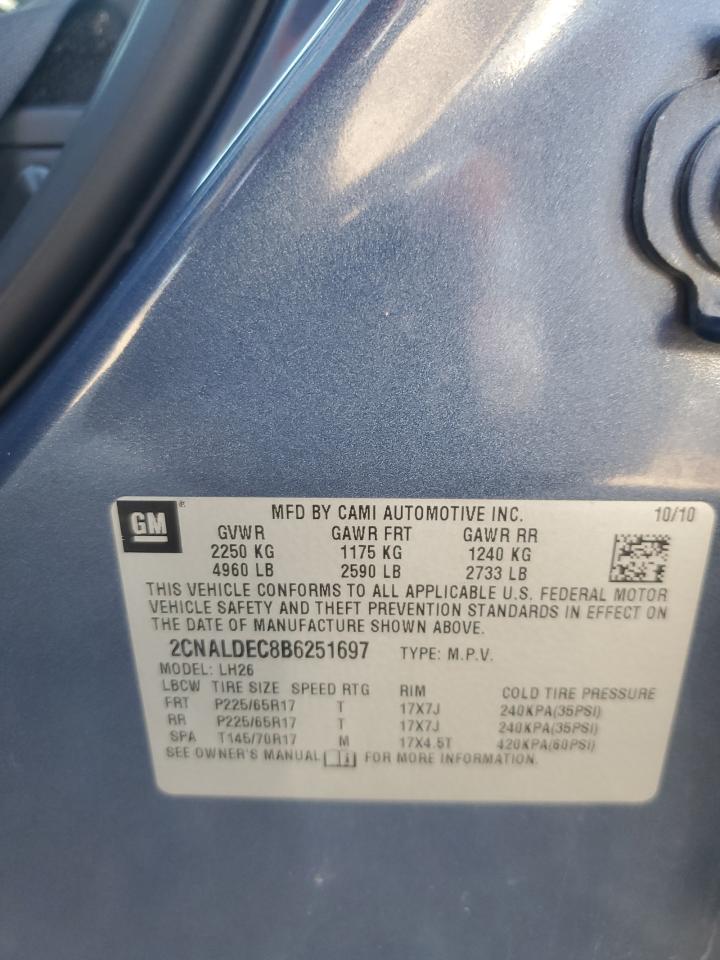 GM ® MFD BY CAMI AUTOMOTIVE INC. 10/10
GVWR GAWR FRT GAWR RR
2250 KG 1175 KG 1240 KG
4960 LB 2590 LB 2733 LB
THIS VEHICLE CONFORMS TO ALL APPLICABLE U.S. FEDERAL MOTOR
VEHICLE SAFETY AND THEFT PREVENTION STANDARDS IN EFFECT ON
THE DATE OF MANUFACTURE SHOWN ABOVE.
2CNALDEC8B6251697 TYPE: M.P.V.
MODEL: LH26
LBCW TIRE SIZE SPEED RTG RIM COLD TIRE PRESSURE
FRT P225/65R17 T 17X7J 240KPA(35PSI)
RR P225/65R17 T 17X7J 240KPA(35PSI)
SPA T145/70R17 M 17X4.5T 420KPA(60PSI)
SEE OWNER'S MANUAL FOR MORE INFORMATION.